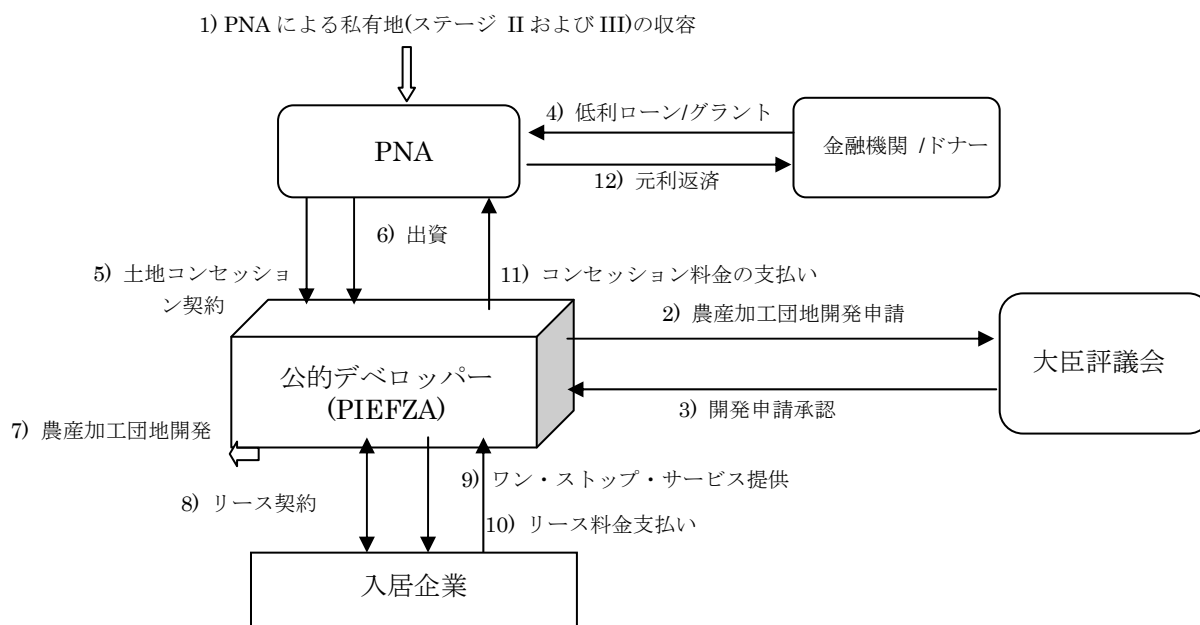 1) PNA による私有地(ステージ II および III)の収容
4) 低利ローン/グラント
PNA
金融機関 /ドナー
12) 元利返済
6) 出資
5) 土地コンセッショ
ン契約
11) コンセッション料金の支払い
2) 農産加工団地開発申請
大臣評議会
公的デベロッパー
(PIEFZA)
3) 開発申請承認
7) 農産加工団地開発
9) ワン・ストップ・サービス提供
8) リース契約
10) リース料金支払い
入居企業